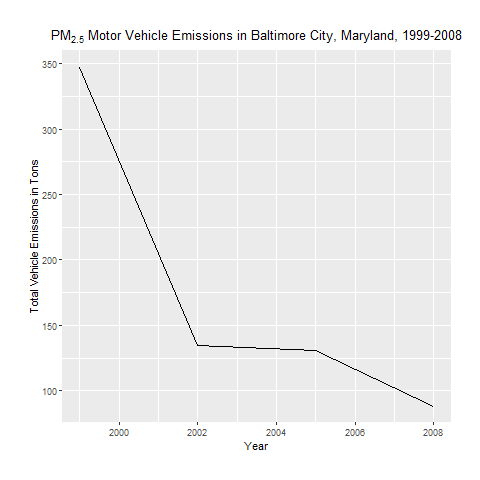 PM2.5 Motor Vehicle Emissions in Baltimore City, Maryland, 1999-2008
350
300
250
200
150
100
Total Vehicle Emissions in Tons
2000 2002 2004 2006 2008
Year